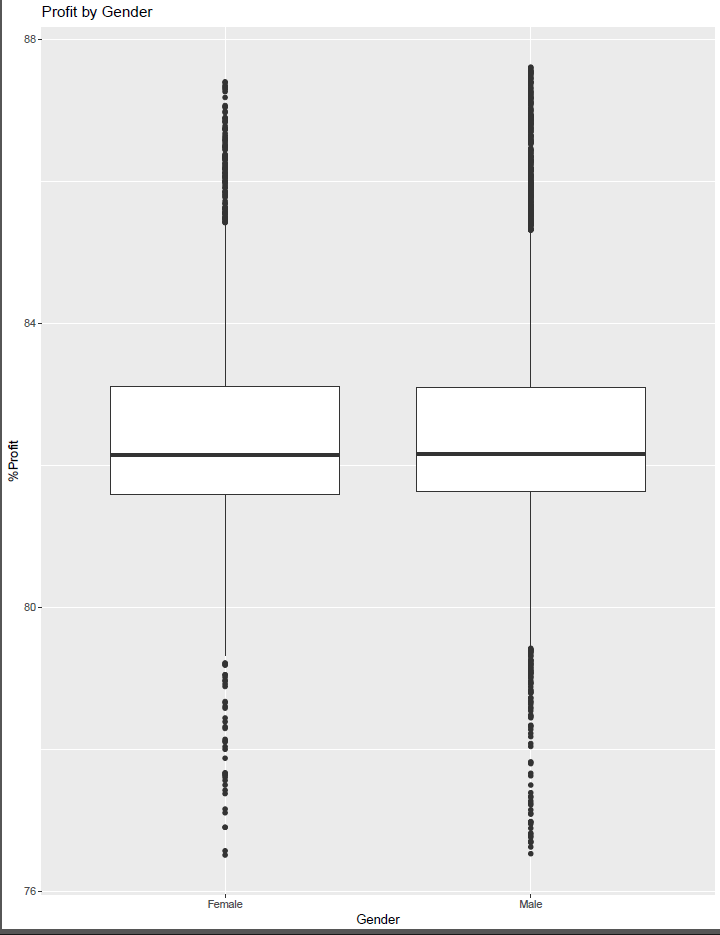 Profit by Gender
88
84
80
76
%Profit
Female
Male
Gender